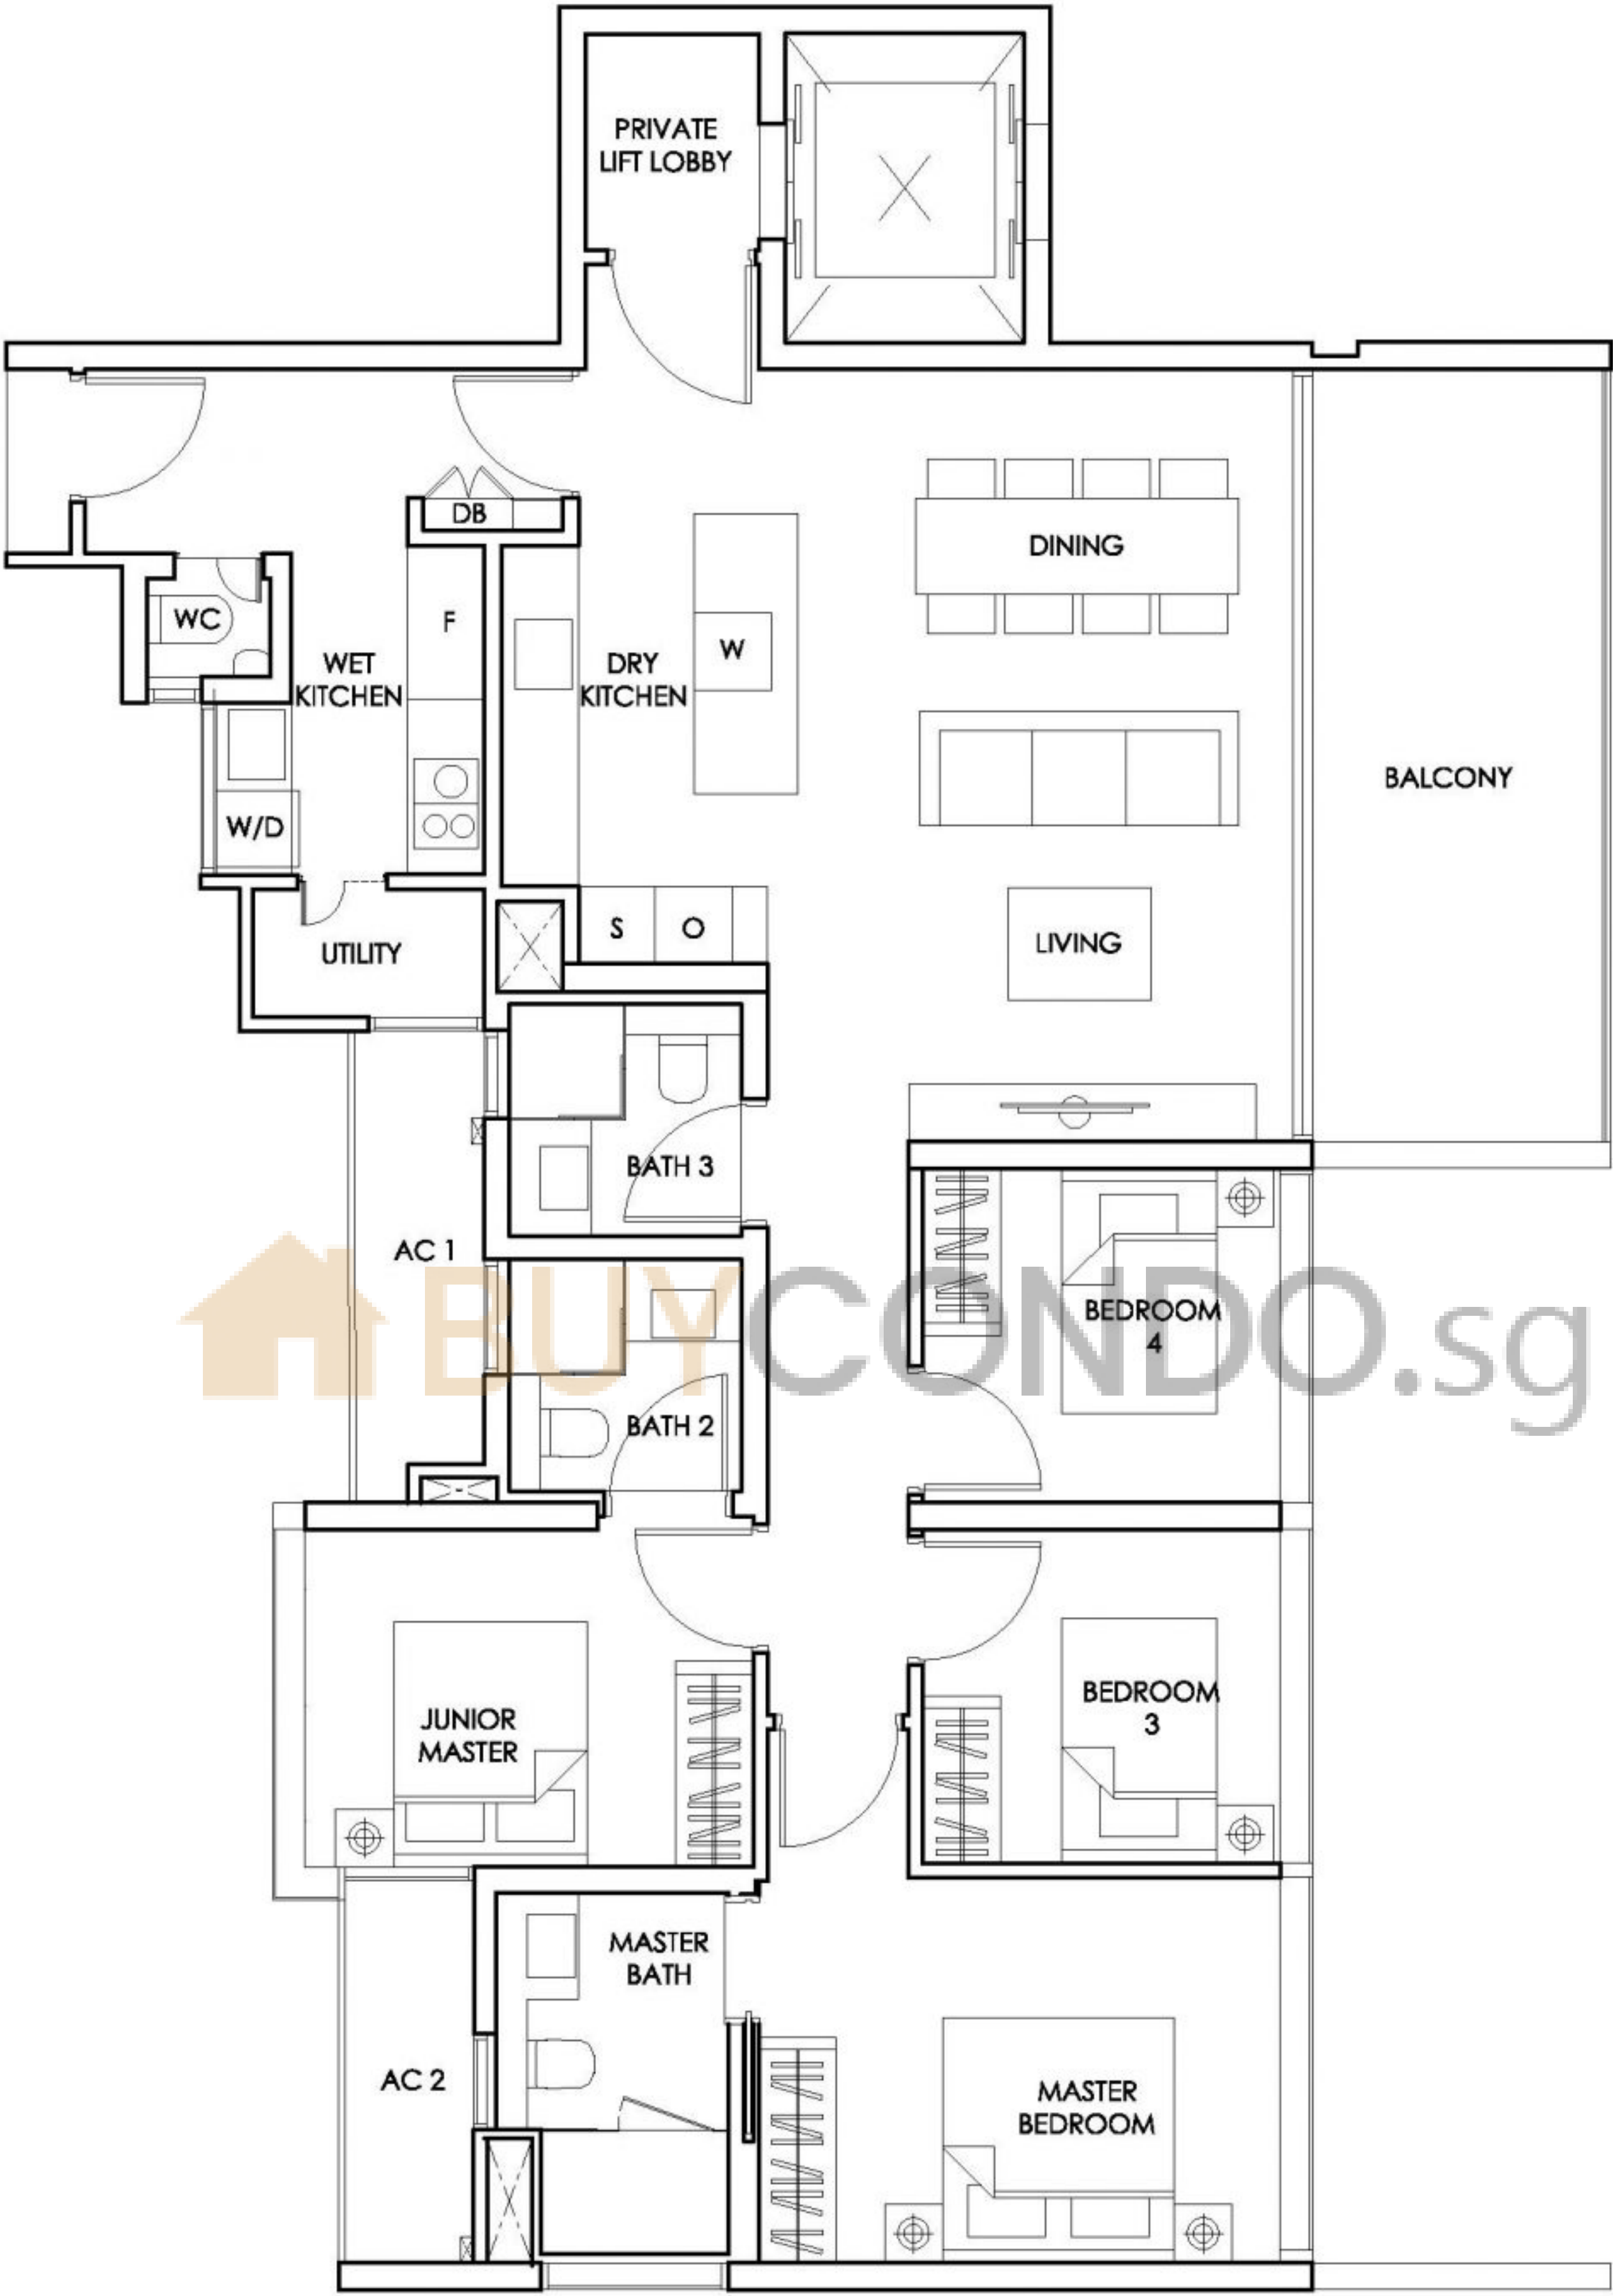 PRIVATE
LIFT LOBBY
DB
DINING
WC
F
WET
KITCHEN
DRY
KITCHEN
W
BALCONY
W/D
S
O
LIVING
UTILITY
BATH 3
AC 1
BUYCONDO.sg
BEDROOM
4
BATH 2
JUNIOR
MASTER
BEDROOM
3
MASTER
BATH
AC 2
MASTER
BEDROOM